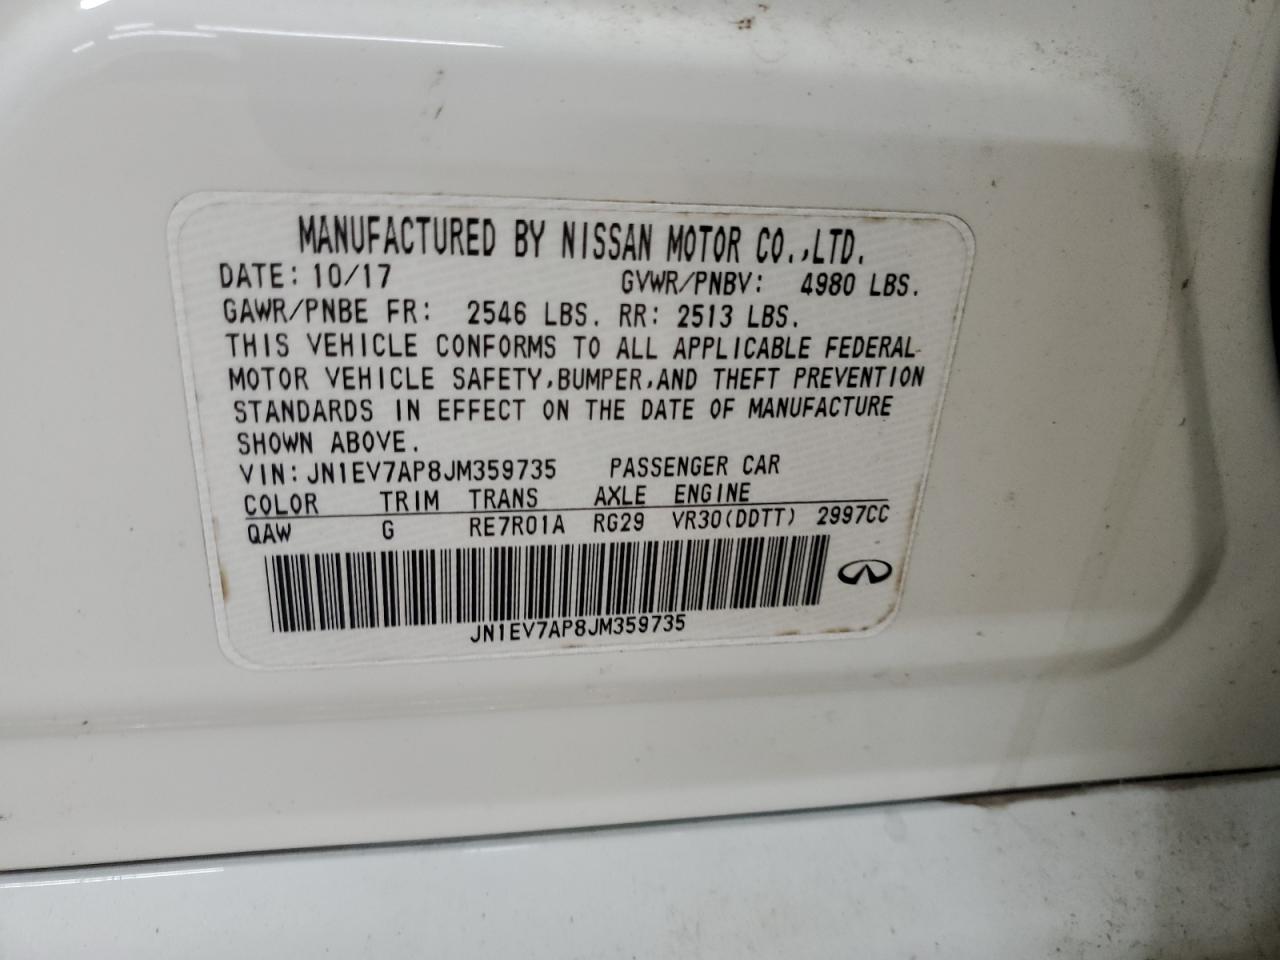 MANUFACTURED BY NISSAN MOTOR CO.,LTD.
DATE: 10/17 GVWR/PNBV: 4980 LBS.
GAWR/PNBE FR: 2546 LBS. RR: 2513 LBS.
THIS VEHICLE CONFORMS TO ALL APPLICABLE FEDERAL
MOTOR VEHICLE SAFETY,BUMPER,AND THEFT PREVENTION
STANDARDS IN EFFECT ON THE DATE OF MANUFACTURE
SHOWN ABOVE.
VIN: JN1EV7AP8JM359735 PASSENGER CAR
COLOR TRIM TRANS AXLE ENGINE
QAW G RE7R01A RG29 VR30(DDTT) 2997CC
JN1EV7AP8JM359735